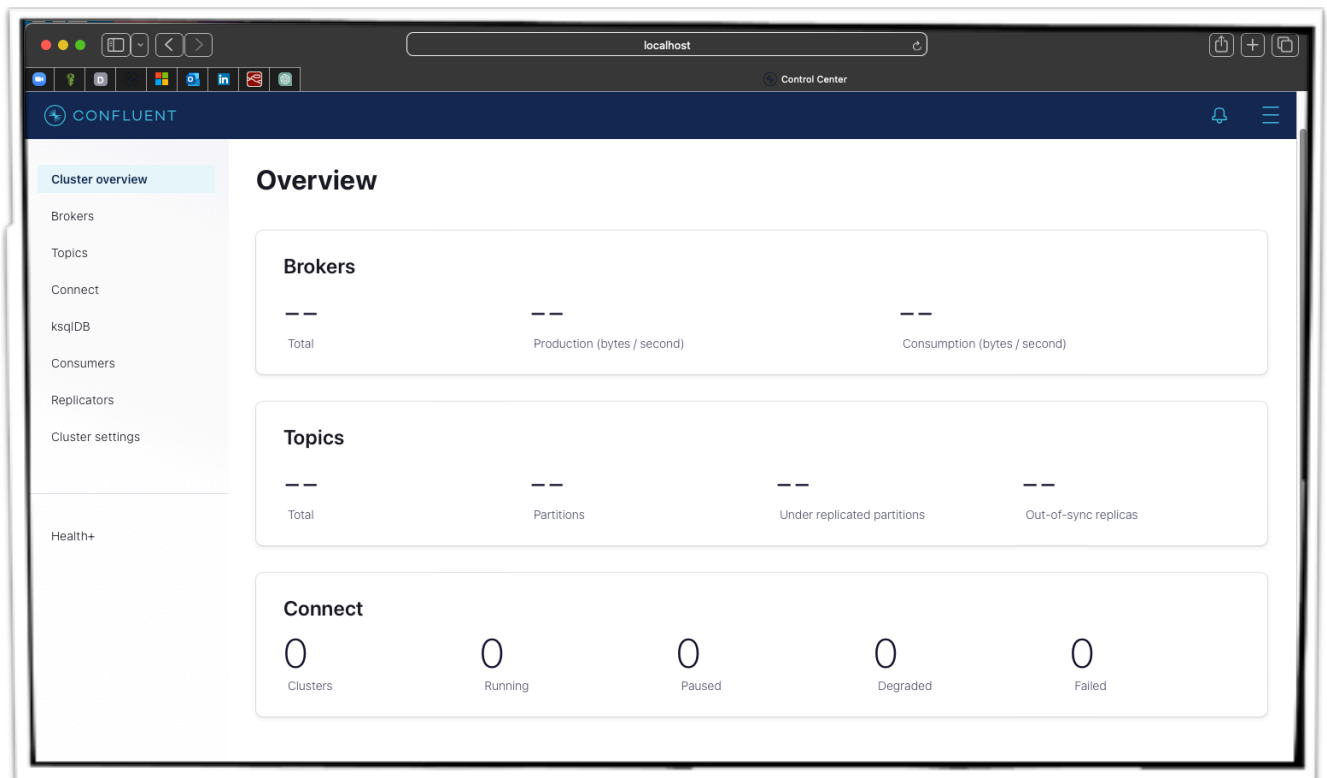 localhost
D
in
Control Center
CONFLUENT
Cluster overview
Brokers
Topics
Connect
ksqlDB
Consumers
Replicators
Cluster settings
Health+
Overview
Brokers
-- -- --
Total Production (bytes / second) Consumption (bytes / second)
Topics
-- -- -- --
Total Partitions Under replicated partitions Out-of-sync replicas
Connect
0 0 0 0 0
Clusters Running Paused Degraded Failed